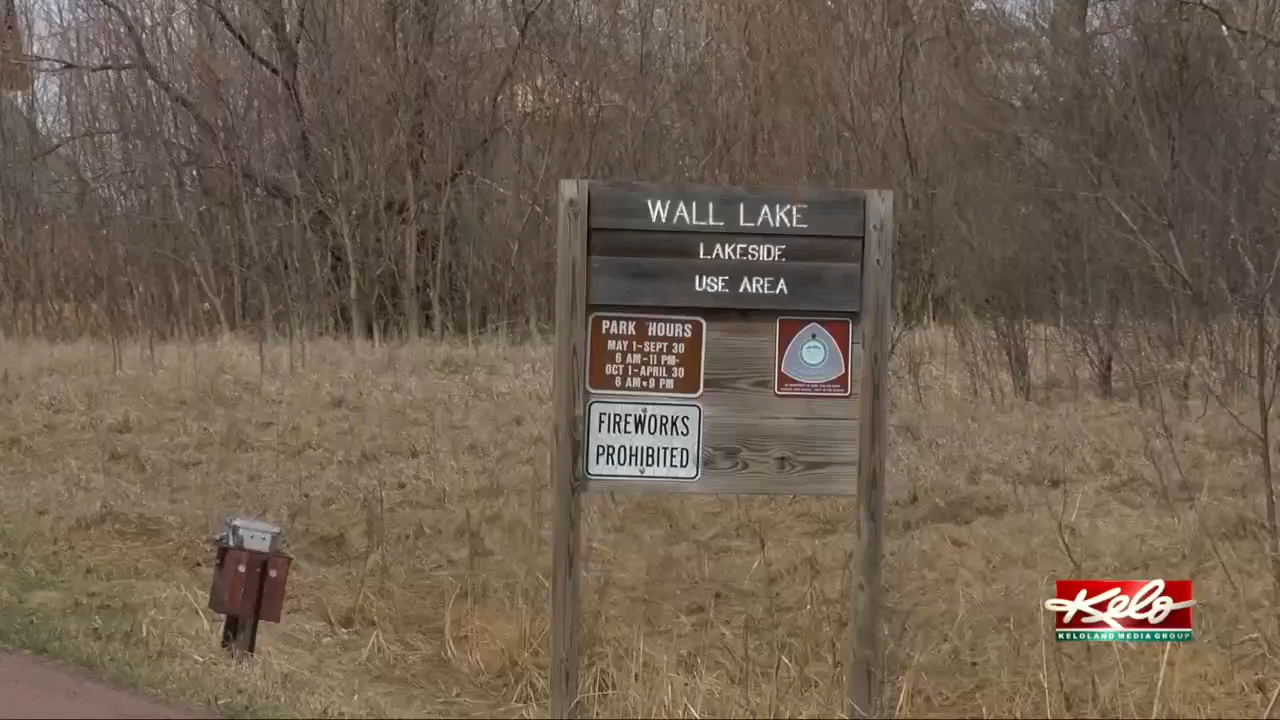 WALL LAKE
LAKESIDE
USE AREA
PARK HOURS
MAY 1-SEPT 30
6 AM-11 PM
OCT 1-APRIL 30
6 AM-9 PM
FIREWORKS
PROHIBITED
Kelo
KELOLAND MEDIA GROUP